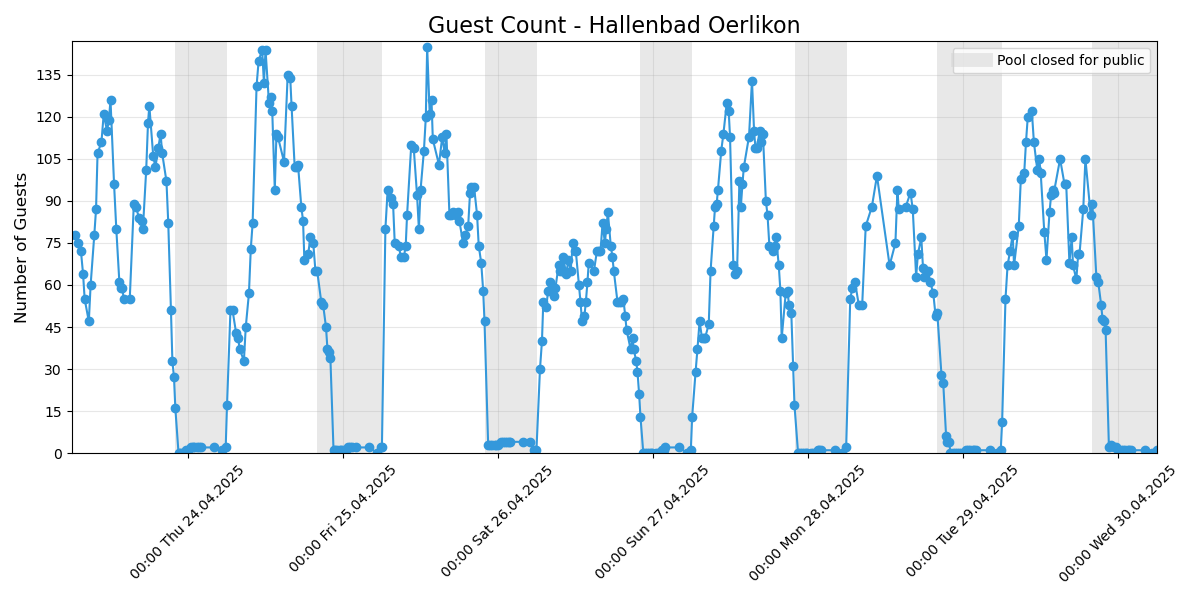 Guest Count - Hallenbad Oerlikon
Pool closed for public
Number of Guests
135
120
105
90
75
60
45
30
15
0
00:00 Thu 24.04.2025
00:00 Fri 25.04.2025
00:00 Sat 26.04.2025
00:00 Sun 27.04.2025
00:00 Mon 28.04.2025
00:00 Tue 29.04.2025
00:00 Wed 30.04.2025